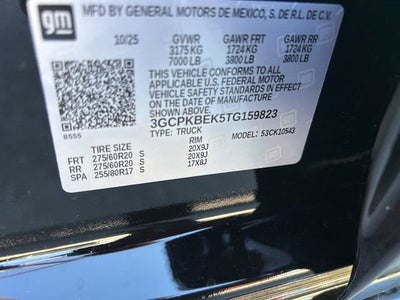 gm
MFD BY GENERAL MOTORS DE MEXICO, S. DE R.L. DE C.V.
10/25 GVWR GAWR FRT GAWR RR
3175 KG 1724 KG 1724 KG
7000 LB 3800 LB 3800 LB
THIS VEHICLE CONFORMS TO ALL
APPLICABLE U.S. FEDERAL MOTOR
VEHICLE SAFETY STANDARDS IN
EFFECT ON THE DATE OF
MANUFACTURE SHOWN ABOVE.
3GCPKBEK5TG159823
8555 TYPE: TRUCK MODEL: 53CK10543
TIRE SIZE RIM
FRT 275/60R20 S 20X9J
RR 275/60R20 S 20X9J
SPA 255/80R17 S 17X8J